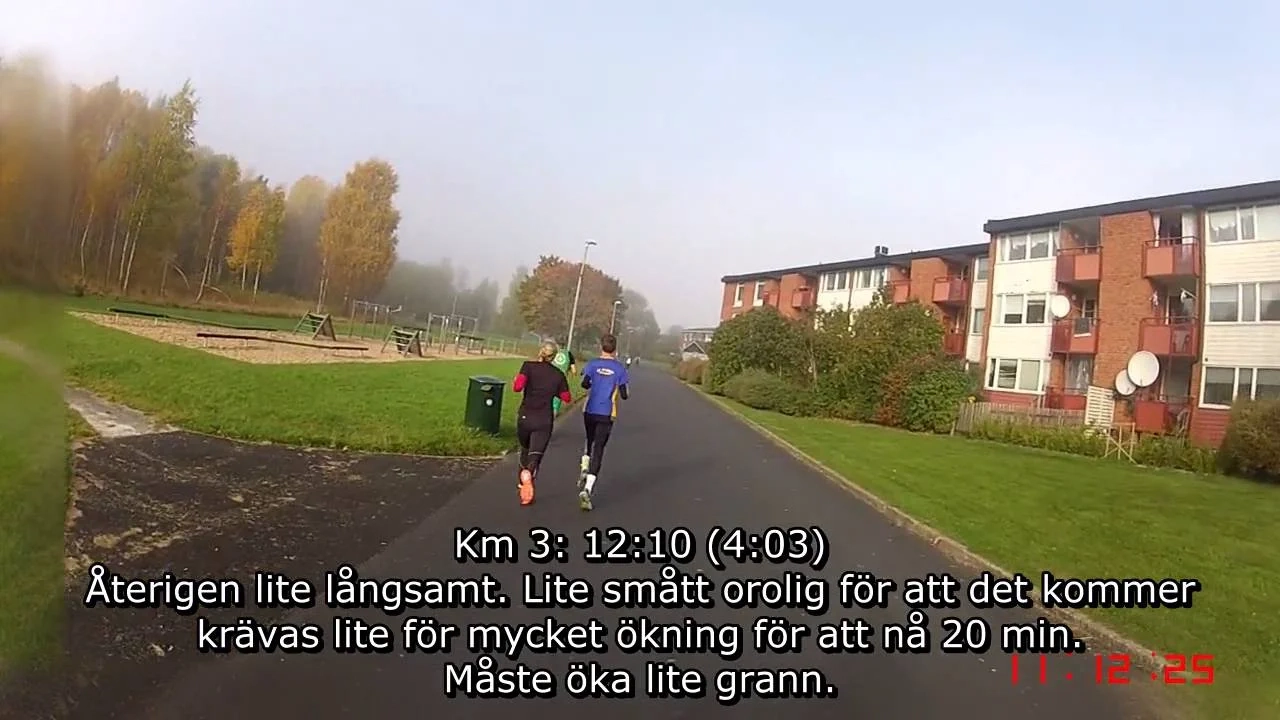 Km 3: 12:10 (4:03)
Återigen lite långsamt. Lite smått orolig för att det kommer
krävas lite för mycket ökning för att nå 20 min.
Måste öka lite grann.
11:12:25